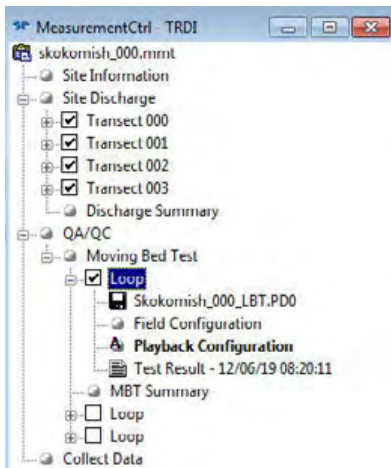 MeasurementCtrl - TRDI
skokomish_000.mmt
Site Information
Site Discharge
Transect 000
Transect 001
Transect 002
Transect 003
Discharge Summary
QA/QC
Moving Bed Test
Loop
Skokomish_000_LBT.PD0
Field Configuration
Playback Configuration
Test Result - 12/06/19 08:20:11
MBT Summary
Loop
Loop
Collect Data